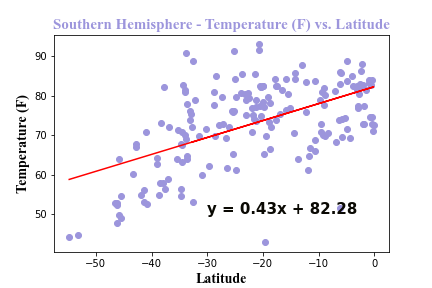 Southern Hemisphere - Temperature (F) vs. Latitude
Temperature (F)
90
80
70
60
50
y = 0.43x + 82.28
−50
−40
−30
−20
−10
0
Latitude